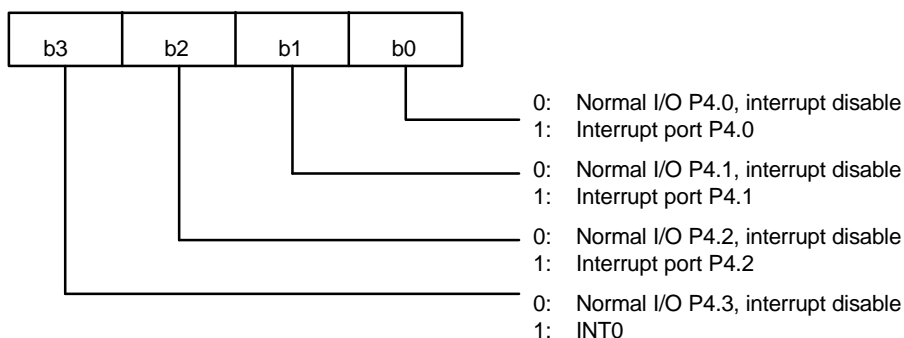 b3 b2 b1 b0
0: Normal I/O P4.0, interrupt disable
1: Interrupt port P4.0
0: Normal I/O P4.1, interrupt disable
1: Interrupt port P4.1
0: Normal I/O P4.2, interrupt disable
1: Interrupt port P4.2
0: Normal I/O P4.3, interrupt disable
1: INT0